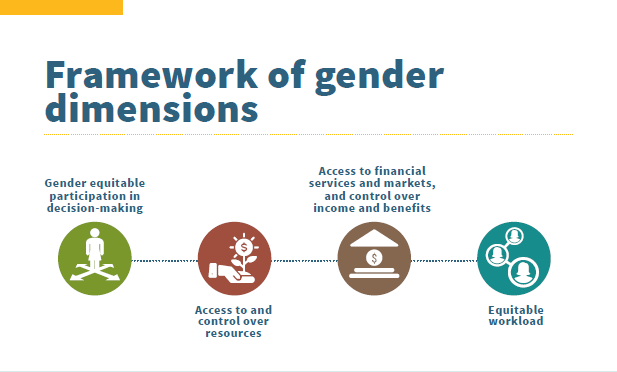 Framework of gender
dimensions
Gender equitable
participation in
decision-making
Access to and
control over
resources
Access to financial
services and markets,
and control over
income and benefits
Equitable
workload
$
$